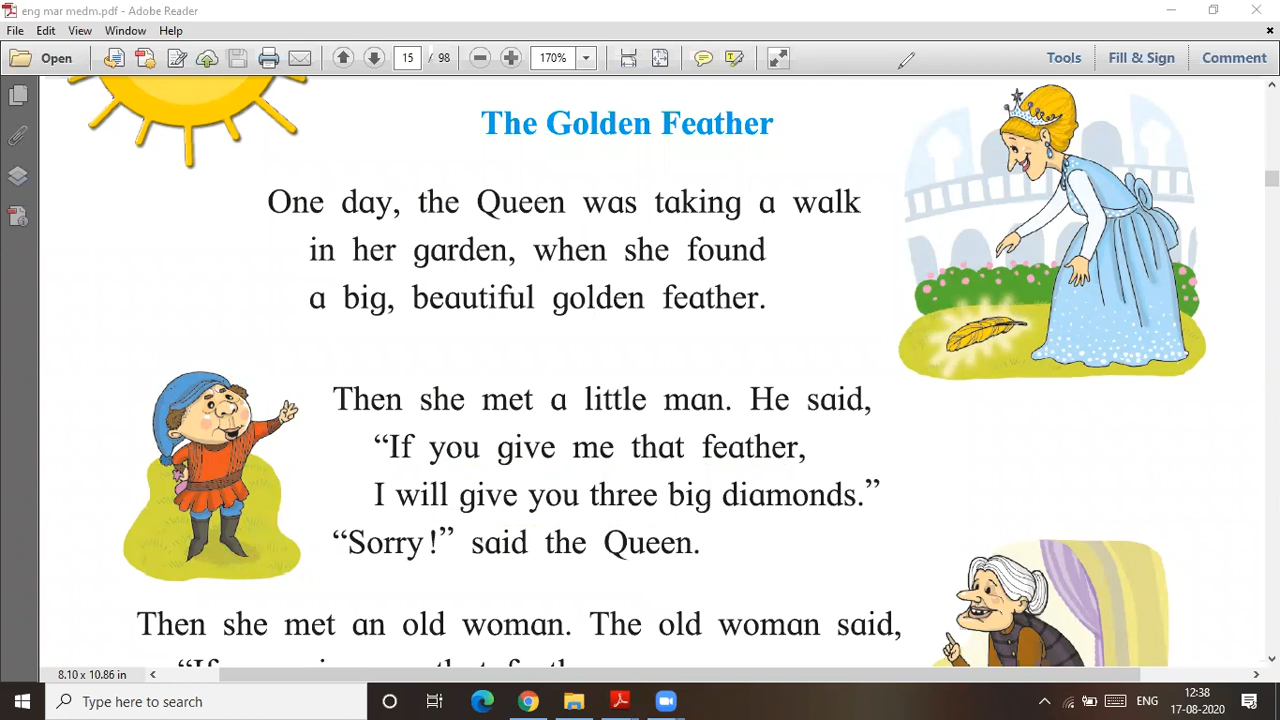 eng mar medm.pdf - Adobe Reader
File Edit View Window Help
Open 15 / 98 170% Tools Fill & Sign Comment
The Golden Feather
One day, the Queen was taking a walk
in her garden, when she found
a big, beautiful golden feather.
Then she met a little man. He said,
“If you give me that feather,
I will give you three big diamonds.”
“Sorry!” said the Queen.
Then she met an old woman. The old woman said,
8.10 x 10.86 in
Type here to search
ENG
12:38
17-08-2020